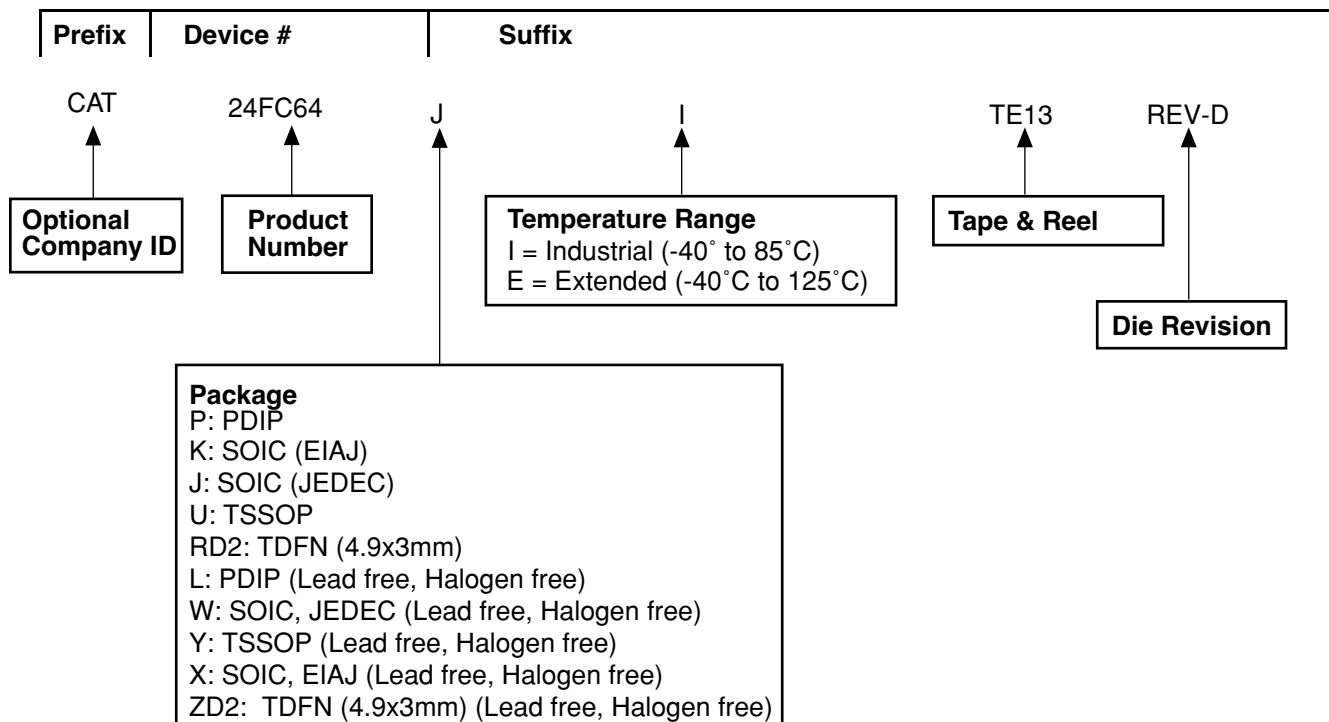 Prefix Device # Suffix
CAT 24FC64 J I TE13 REV-D
Optional
Company ID
Product
Number
Temperature Range
I = Industrial (-40˚ to 85˚C)
E = Extended (-40˚C to 125˚C)
Tape & Reel
Die Revision
Package
P: PDIP
K: SOIC (EIAJ)
J: SOIC (JEDEC)
U: TSSOP
RD2: TDFN (4.9x3mm)
L: PDIP (Lead free, Halogen free)
W: SOIC, JEDEC (Lead free, Halogen free)
Y: TSSOP (Lead free, Halogen free)
X: SOIC, EIAJ (Lead free, Halogen free)
ZD2: TDFN (4.9x3mm) (Lead free, Halogen free)